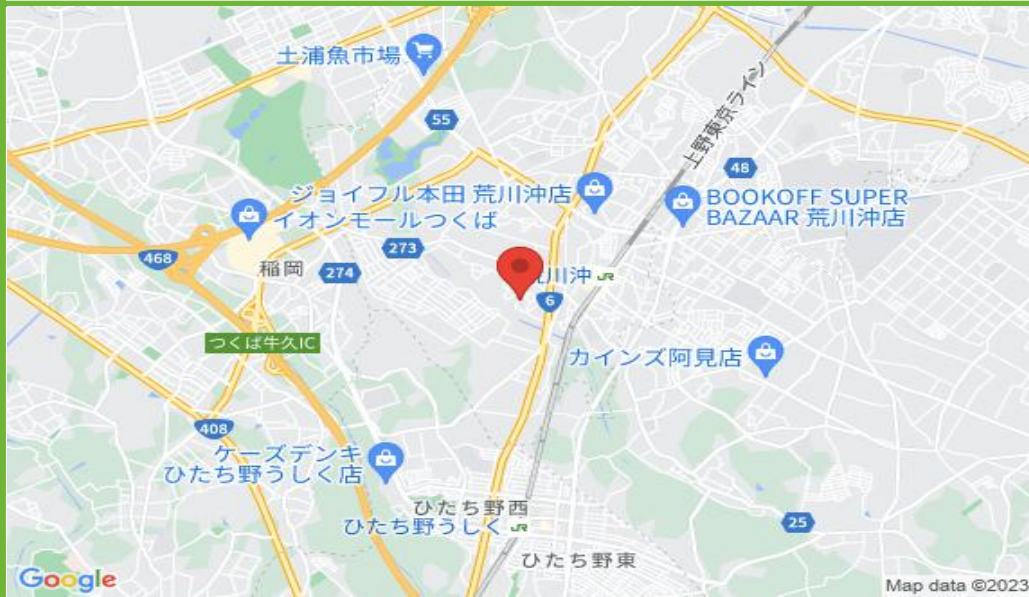 土浦魚市場
55
上野東京ライン
48
ジョイフル本田 荒川沖店
BOOKOFF SUPER
BAZAAR 荒川沖店
イオンモールつくば
468
稲岡
274
273
川沖 JR
6
つくば牛久IC
カインズ阿見店
408
ケーズデンキ
ひたち野うしく店
ひたち野西
ひたち野うしく JR
25
ひたち野東
Google
Map data ©2023